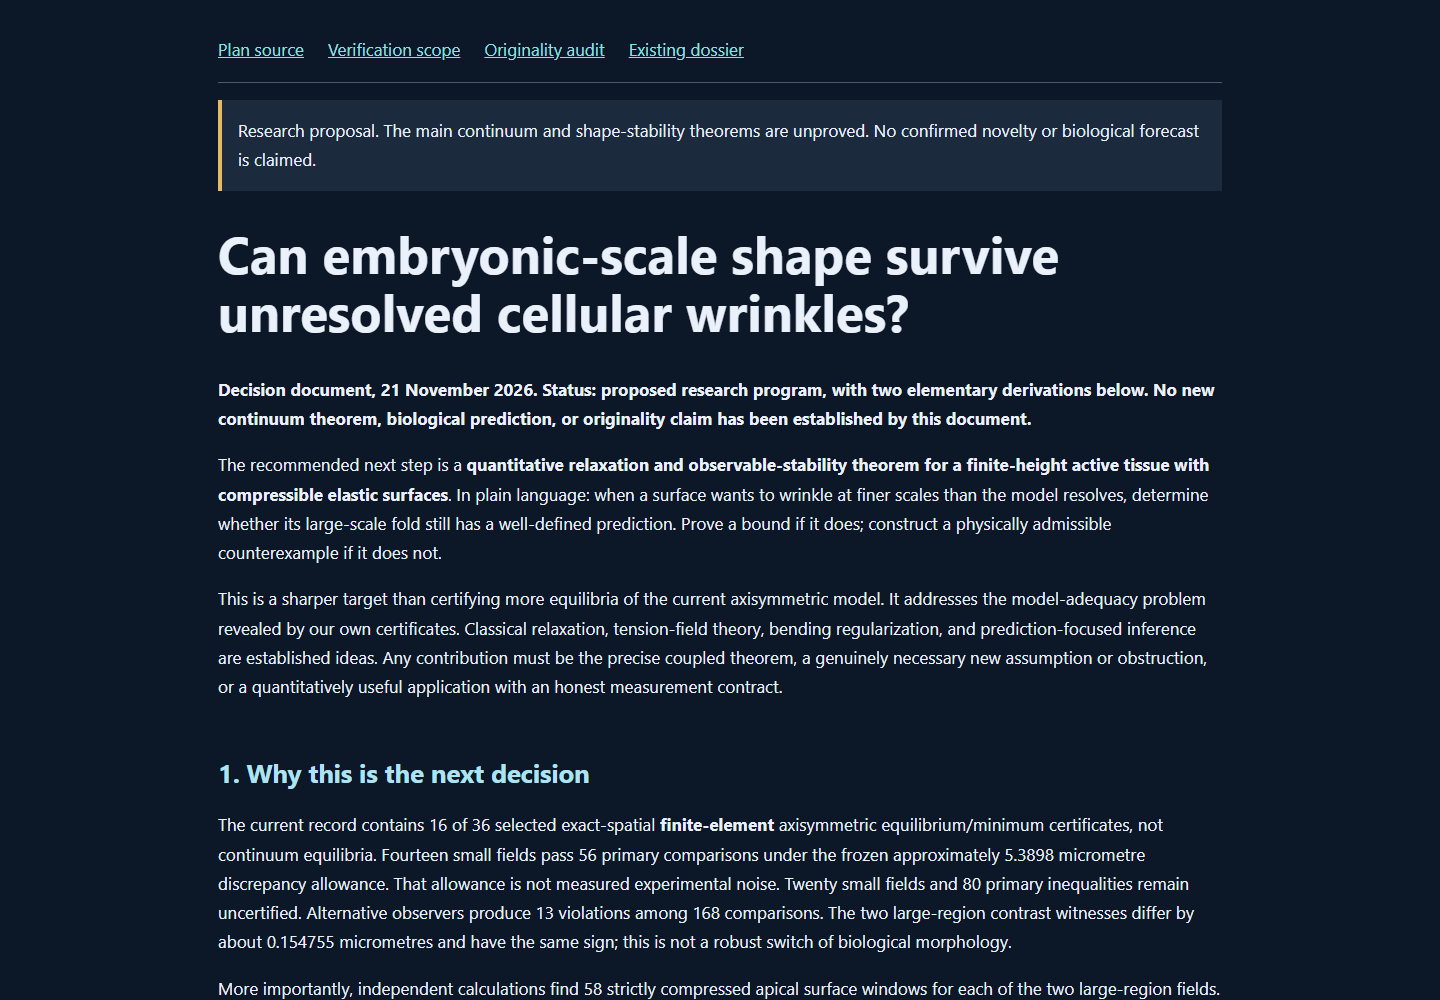 Plan source Verification scope Originality audit Existing dossier
Research proposal. The main continuum and shape-stability theorems are unproved. No confirmed novelty or biological forecast
is claimed.
Can embryonic-scale shape survive
unresolved cellular wrinkles?
Decision document, 21 November 2026. Status: proposed research program, with two elementary derivations below. No new
continuum theorem, biological prediction, or originality claim has been established by this document.
The recommended next step is a quantitative relaxation and observable-stability theorem for a finite-height active tissue with
compressible elastic surfaces. In plain language: when a surface wants to wrinkle at finer scales than the model resolves, determine
whether its large-scale fold still has a well-defined prediction. Prove a bound if it does; construct a physically admissible
counterexample if it does not.
This is a sharper target than certifying more equilibria of the current axisymmetric model. It addresses the model-adequacy problem
revealed by our own certificates. Classical relaxation, tension-field theory, bending regularization, and prediction-focused inference
are established ideas. Any contribution must be the precise coupled theorem, a genuinely necessary new assumption or obstruction,
or a quantitatively useful application with an honest measurement contract.
1. Why this is the next decision
The current record contains 16 of 36 selected exact-spatial finite-element axisymmetric equilibrium/minimum certificates, not
continuum equilibria. Fourteen small fields pass 56 primary comparisons under the frozen approximately 5.3898 micrometre
discrepancy allowance. That allowance is not measured experimental noise. Twenty small fields and 80 primary inequalities remain
uncertified. Alternative observers produce 13 violations among 168 comparisons. The two large-region contrast witnesses differ by
about 0.154755 micrometres and have the same sign; this is not a robust switch of biological morphology.
More importantly, independent calculations find 58 strictly compressed apical surface windows for each of the two large-region fields.